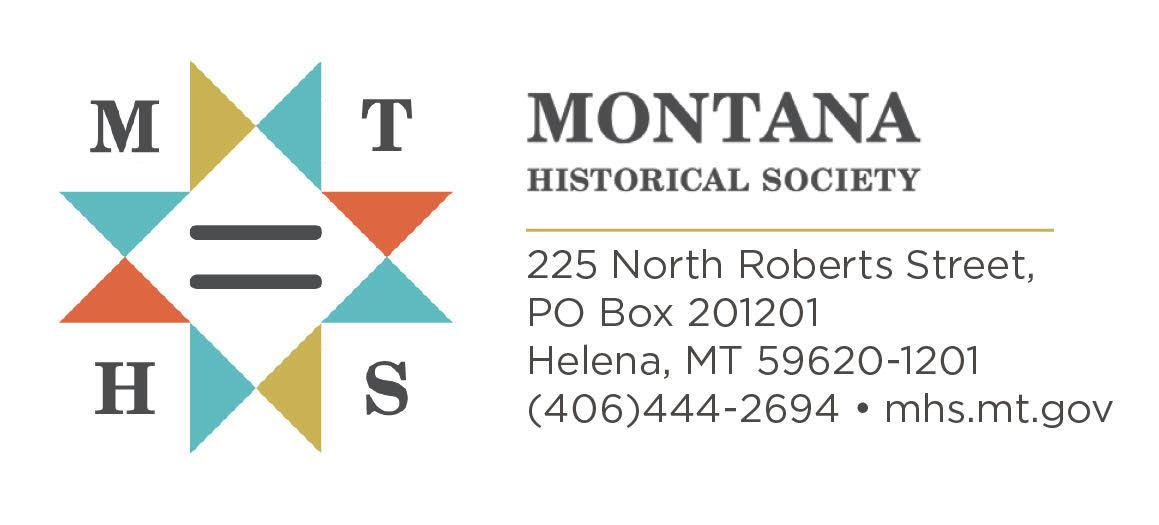 M T
H S
MONTANA
HISTORICAL SOCIETY
225 North Roberts Street,
PO Box 201201
Helena, MT 59620-1201
(406)444-2694 • mhs.mt.gov